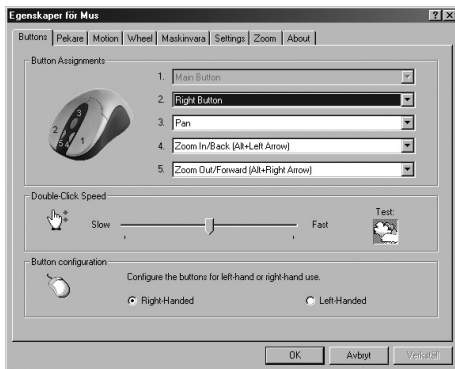 Egenskaper för Mus
Buttons Pekare Motion Wheel Maskinvara Settings Zoom About
Button Assignments
1. Main Button
2. Right Button
3. Pan
4. Zoom In/Back (Alt+Left Arrow)
5. Zoom Out/Forward (Alt+Right Arrow)
3
2
5 4 1
Double-Click Speed
Slow Fast Test:
Button configuration
Configure the buttons for left-hand or right-hand use.
Right-Handed Left-Handed
OK Avbryt Verkställ